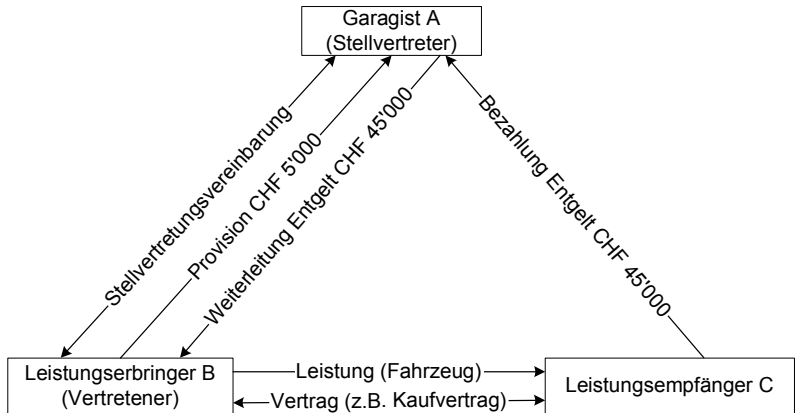 Garagist A
(Stellvertreter)
Stellvertretungsvereinbarung
Provision CHF 5'000
Weiterleitung Entgelt CHF 45'000
Bezahlung Entgelt CHF 45'000
Leistungserbringer B
(Vertretener)
Leistung (Fahrzeug)
Vertrag (z.B. Kaufvertrag)
Leistungsempfänger C